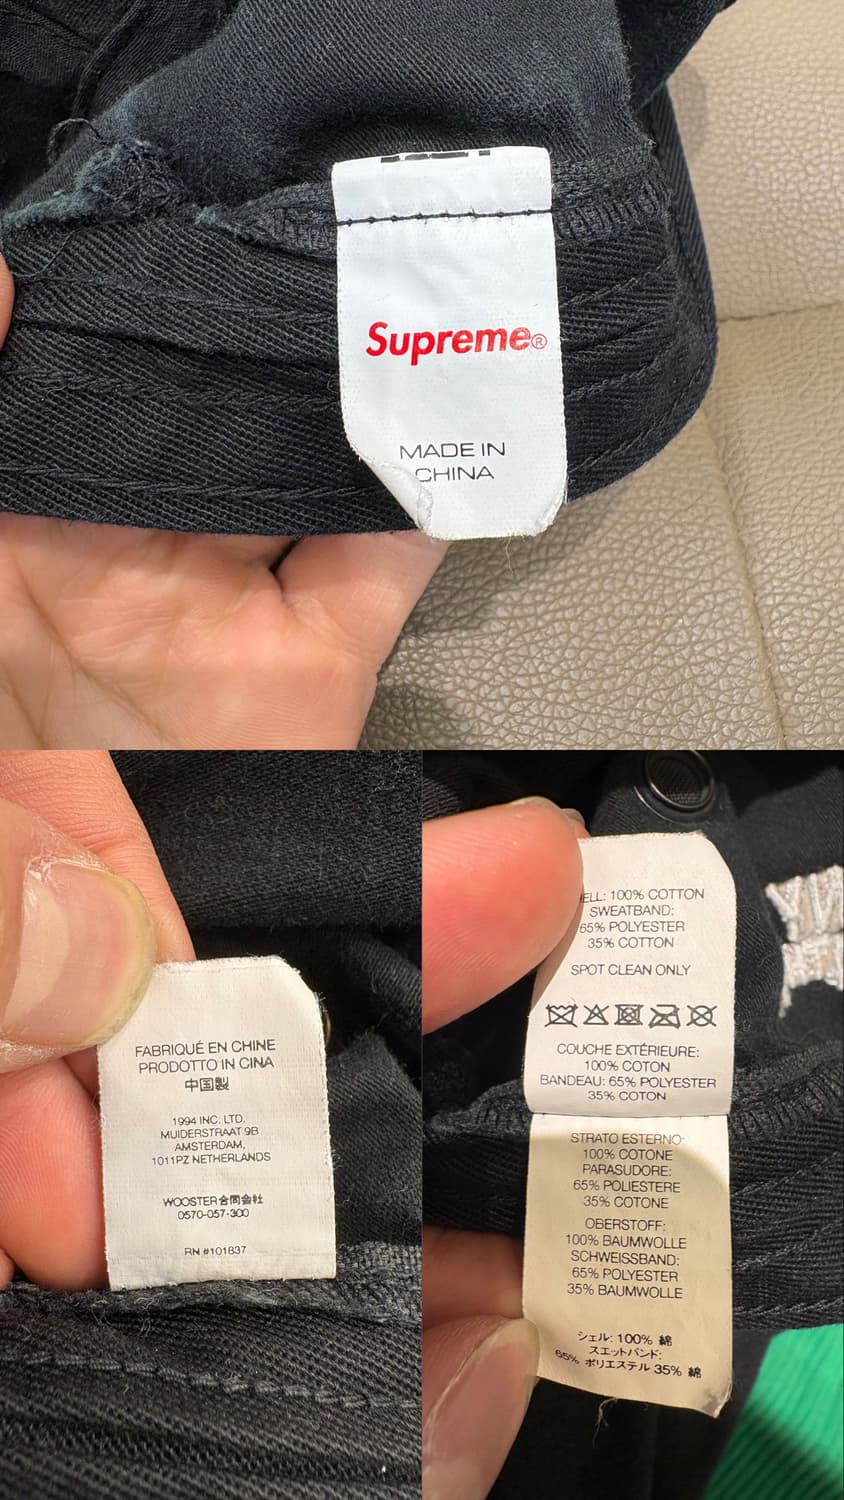 Supreme®
MADE IN
CHINA
FABRIQUÉ EN CHINE
PRODOTTO IN CINA
中国製
1994 INC. LTD.
MUIDERSTRAAT 9B
AMSTERDAM,
1011PZ NETHERLANDS
WOOSTER合同会社
0570-057-300
RN #101837
ELL: 100% COTTON
SWEATBAND:
65% POLYESTER
35% COTTON
SPOT CLEAN ONLY
COUCHE EXTÉRIEURE:
100% COTON
BANDEAU: 65% POLYESTER
35% COTON
STRATO ESTERNO:
100% COTONE
PARASUDORE:
65% POLIESTERE
35% COTONE
OBERSTOFF:
100% BAUMWOLLE
SCHWEISSBAND:
65% POLYESTER
35% BAUMWOLLE
シェル: 100% 綿
スエットバンド:
65% ポリエステル 35% 綿